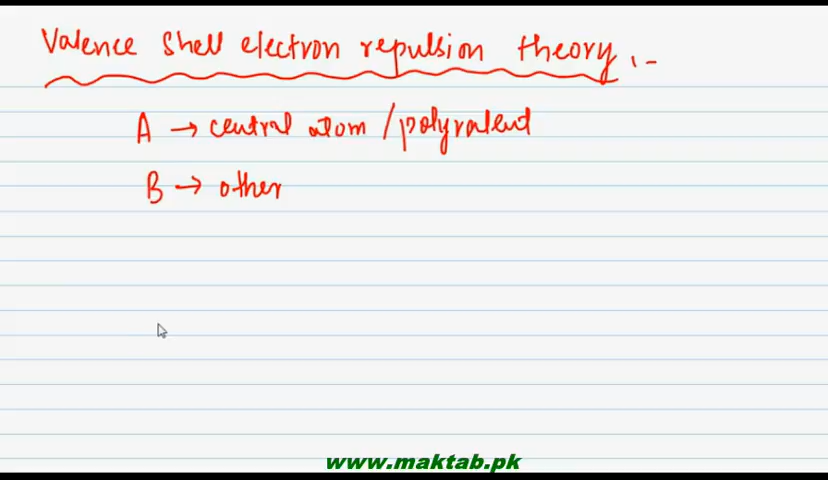 Valence shell electron repulsion theory :-
A → central atom / polyvalent
B → other
www.maktab.pk